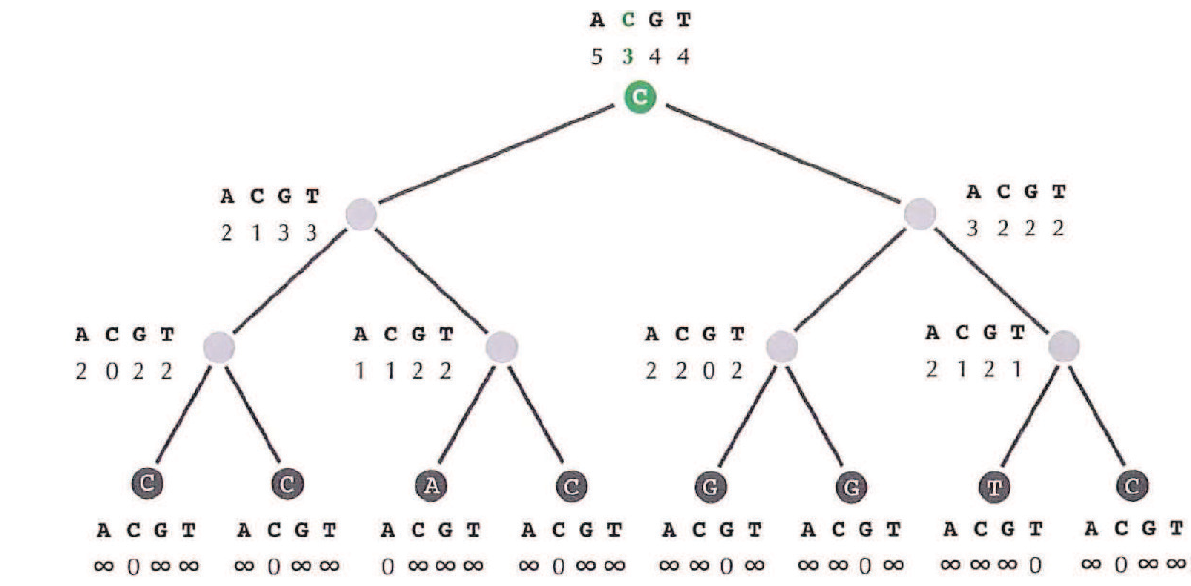 A C G T
5 3 4 4
C
A C G T
2 1 3 3
A C G T
3 2 2 2
A C G T
2 0 2 2
A C G T
1 1 2 2
A C G T
2 2 0 2
A C G T
2 1 2 1
C C A C G G T C
A C G T A C G T A C G T A C G T A C G T A C G T A C G T A C G T
∞ 0 ∞ ∞ ∞ 0 ∞ ∞ 0 ∞ ∞ ∞ ∞ 0 ∞ ∞ ∞ ∞ 0 ∞ ∞ ∞ 0 ∞ ∞ ∞ ∞ 0 ∞ 0 ∞ ∞